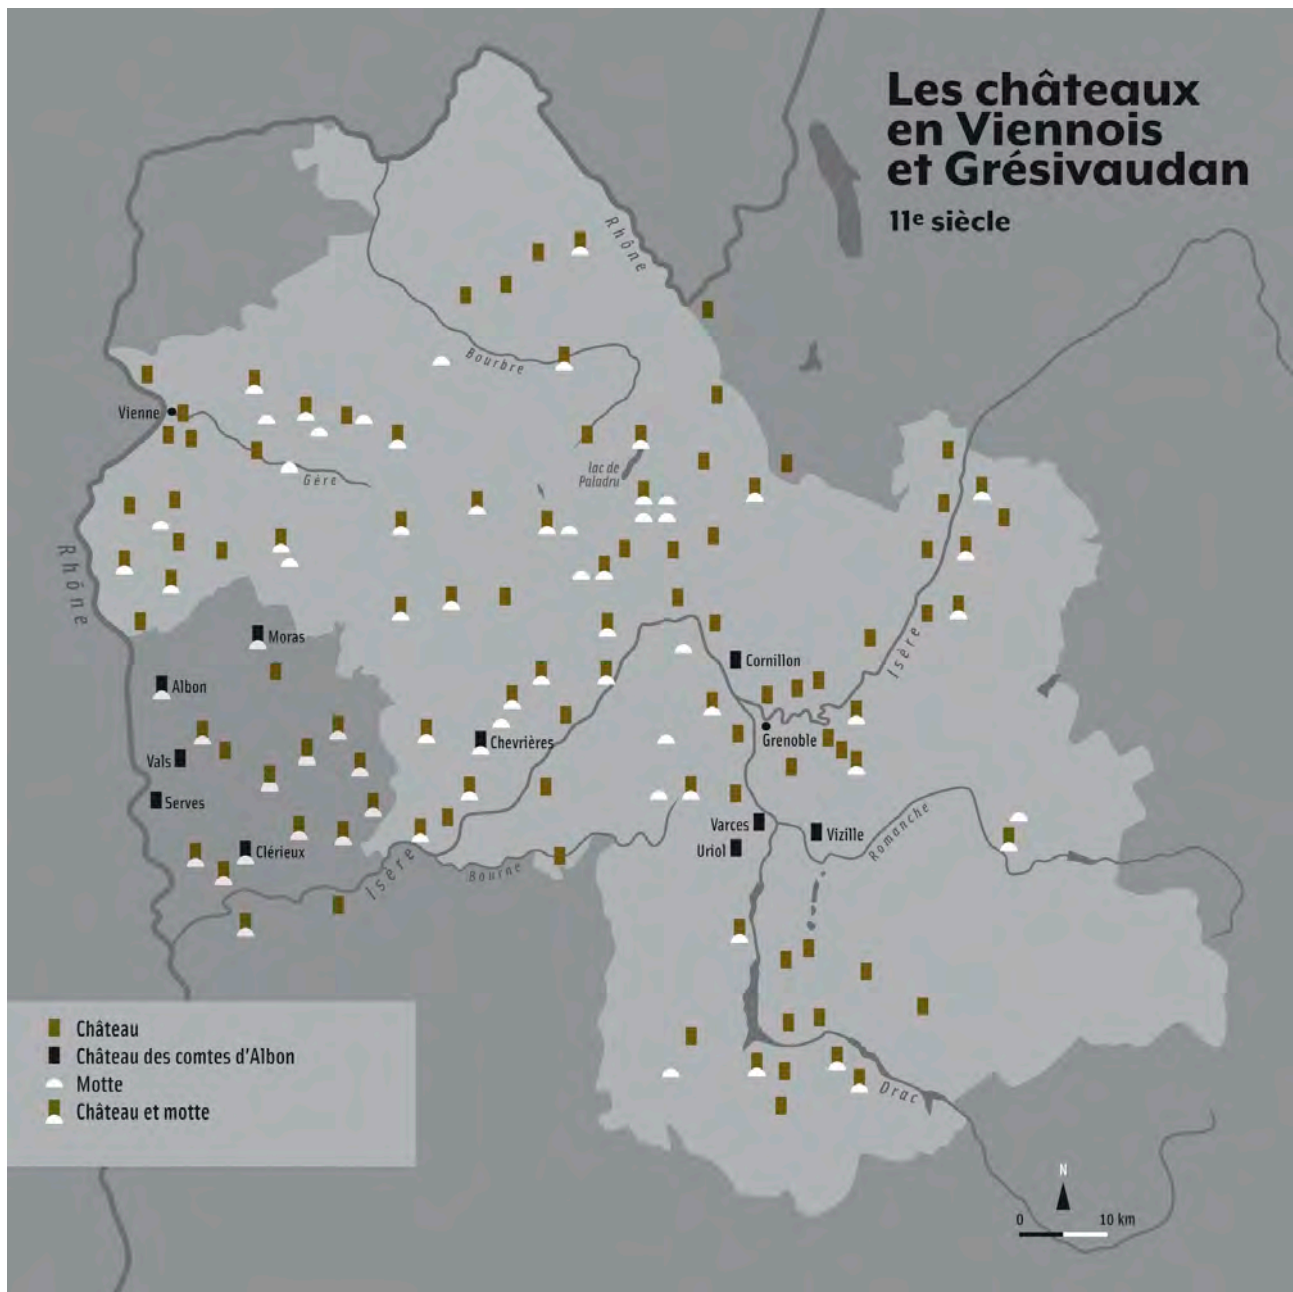 Les châteaux
en Viennois
et Grésivaudan
11e siècle
Rhône
Bourbre
Vienne
lac de
Paladru
Gère
Rhône
Moras
Isère
Cornillon
Albon
Chevrières
Grenoble
Vals
Serves
Varces
Vizille
Romanche
Uriol
Clérieux
Isère
Bourne
Château
Château des comtes d'Albon
Motte
Château et motte
Drac
N
0 10 km